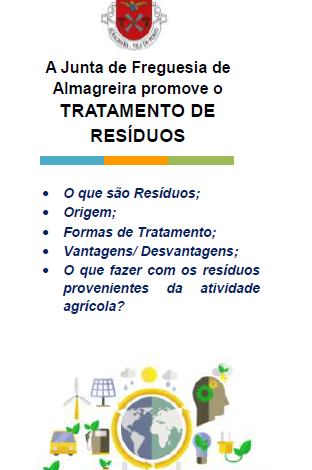 A Junta de Freguesia de
Almagreira promove o
TRATAMENTO DE
RESÍDUOS
• O que são Resíduos;
• Origem;
• Formas de Tratamento;
• Vantagens/ Desvantagens;
• O que fazer com os resíduos
provenientes da atividade
agrícola?